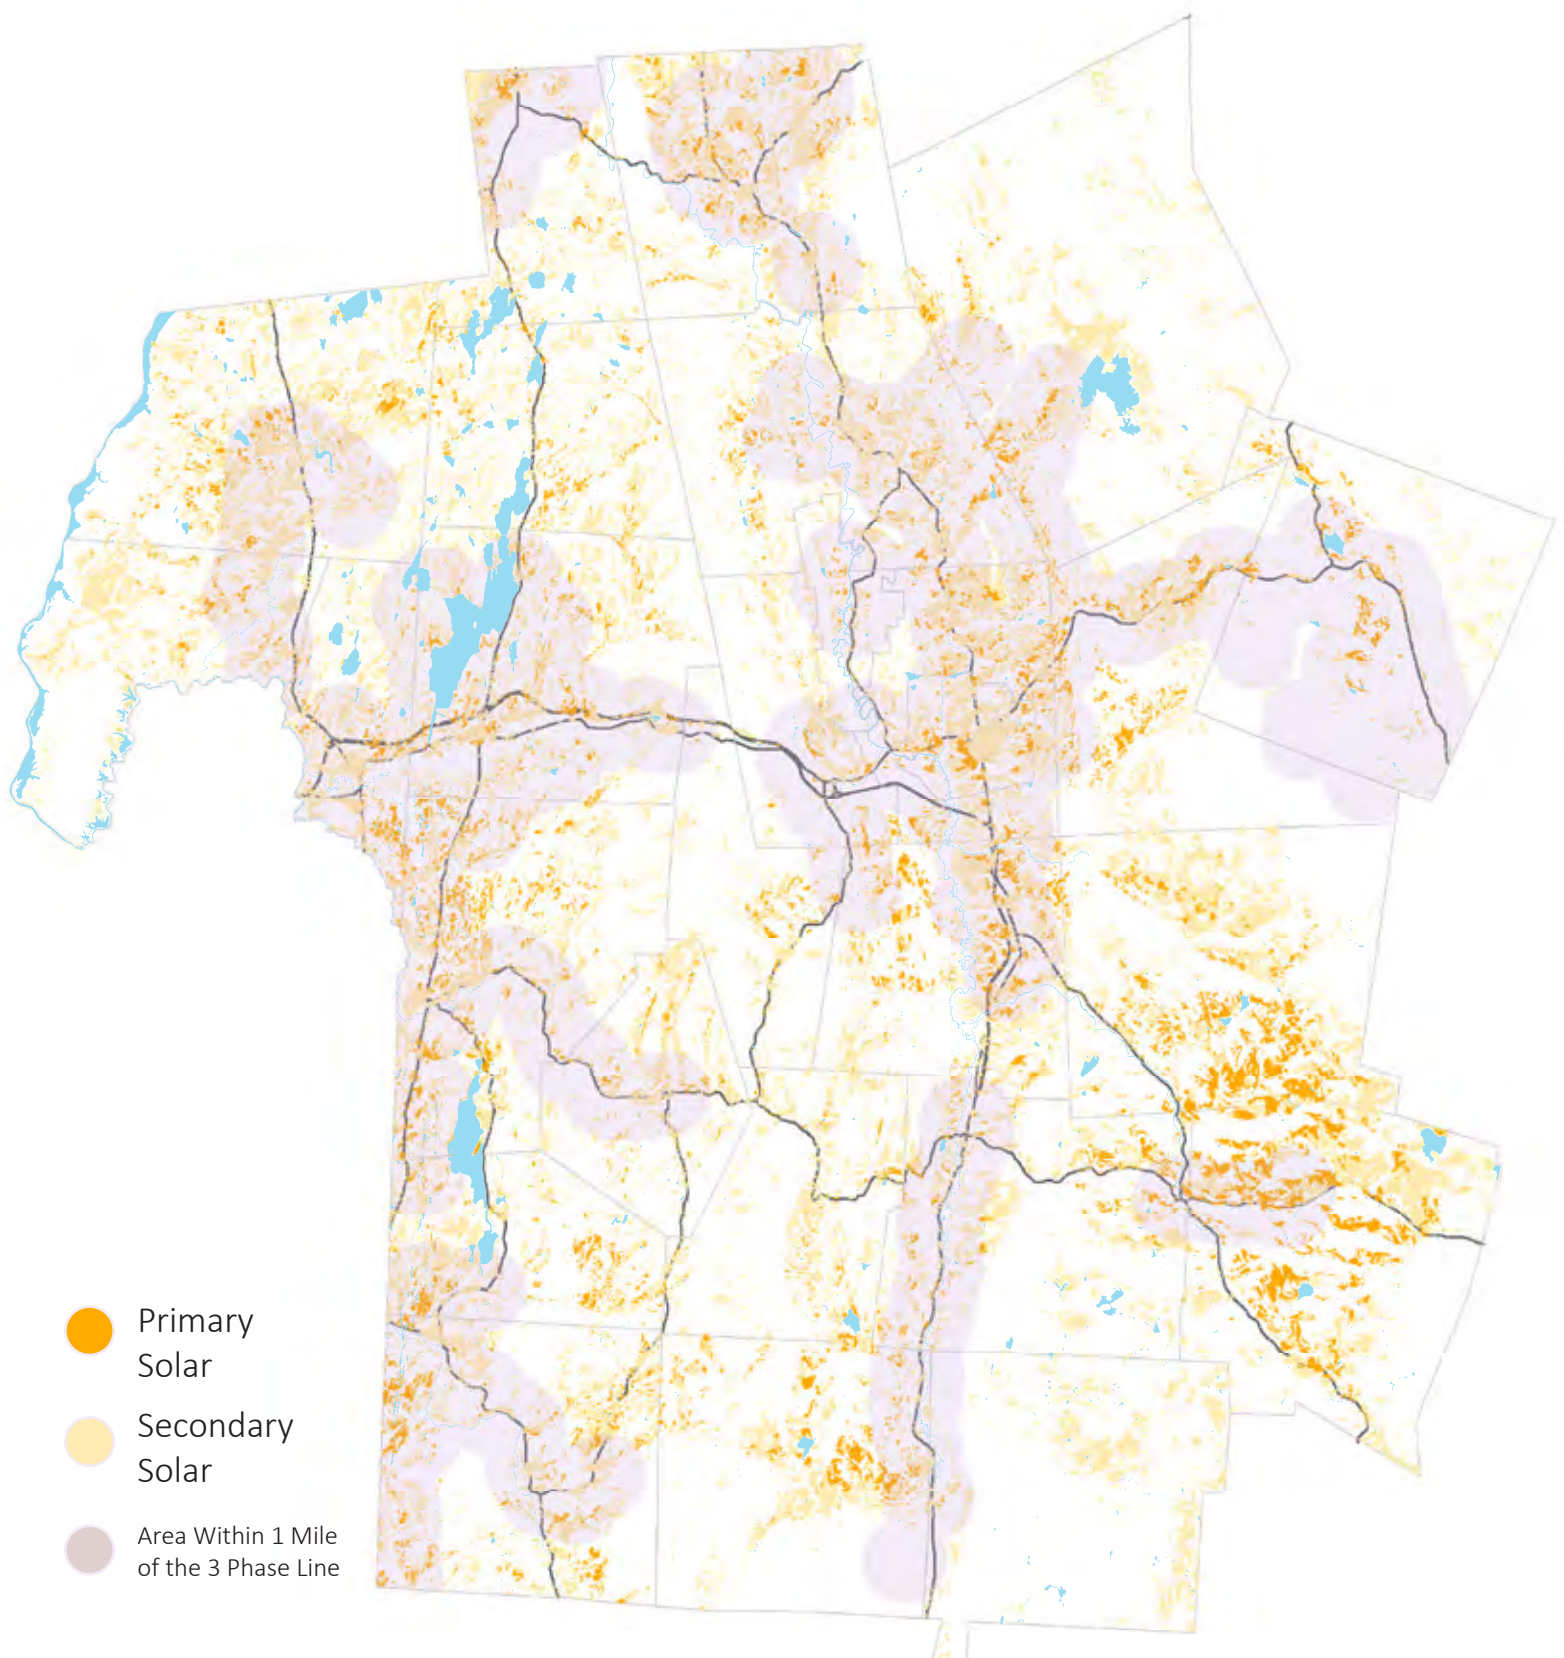 Primary
Solar
Secondary
Solar
Area Within 1 Mile
of the 3 Phase Line